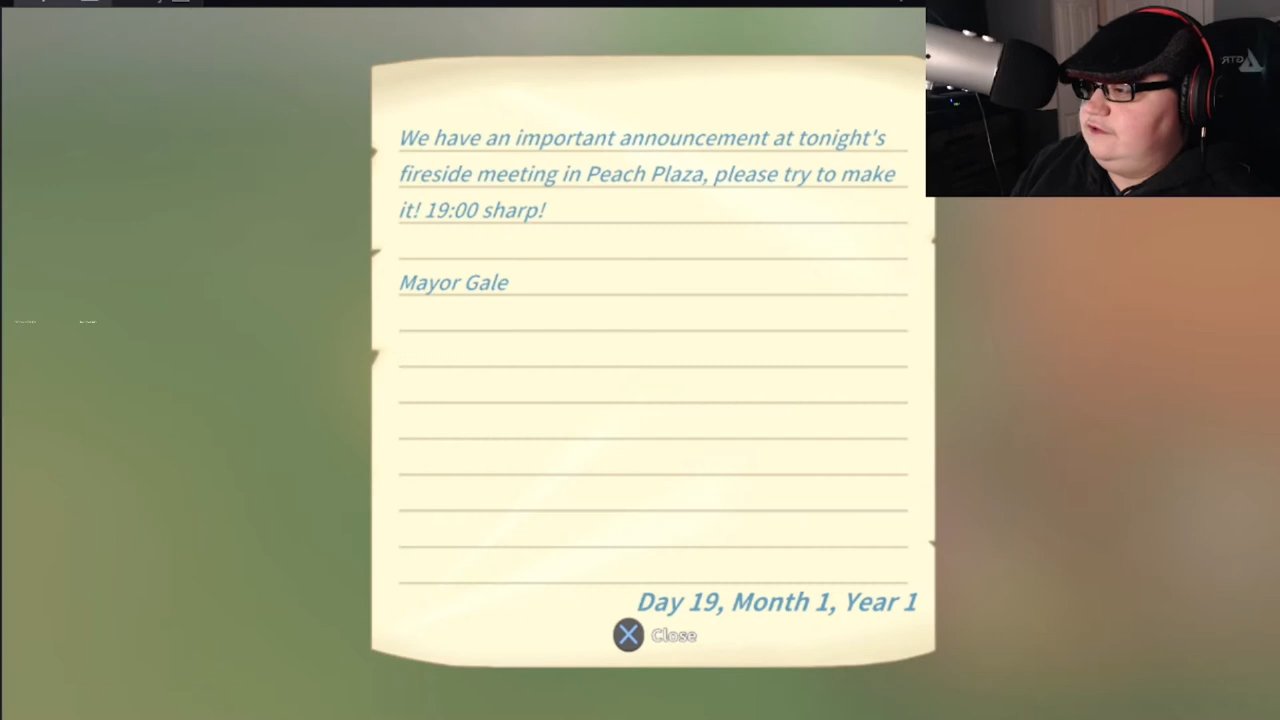 We have an important announcement at tonight's
fireside meeting in Peach Plaza, please try to make
it! 19:00 sharp!
Mayor Gale
Day 19, Month 1, Year 1
Close